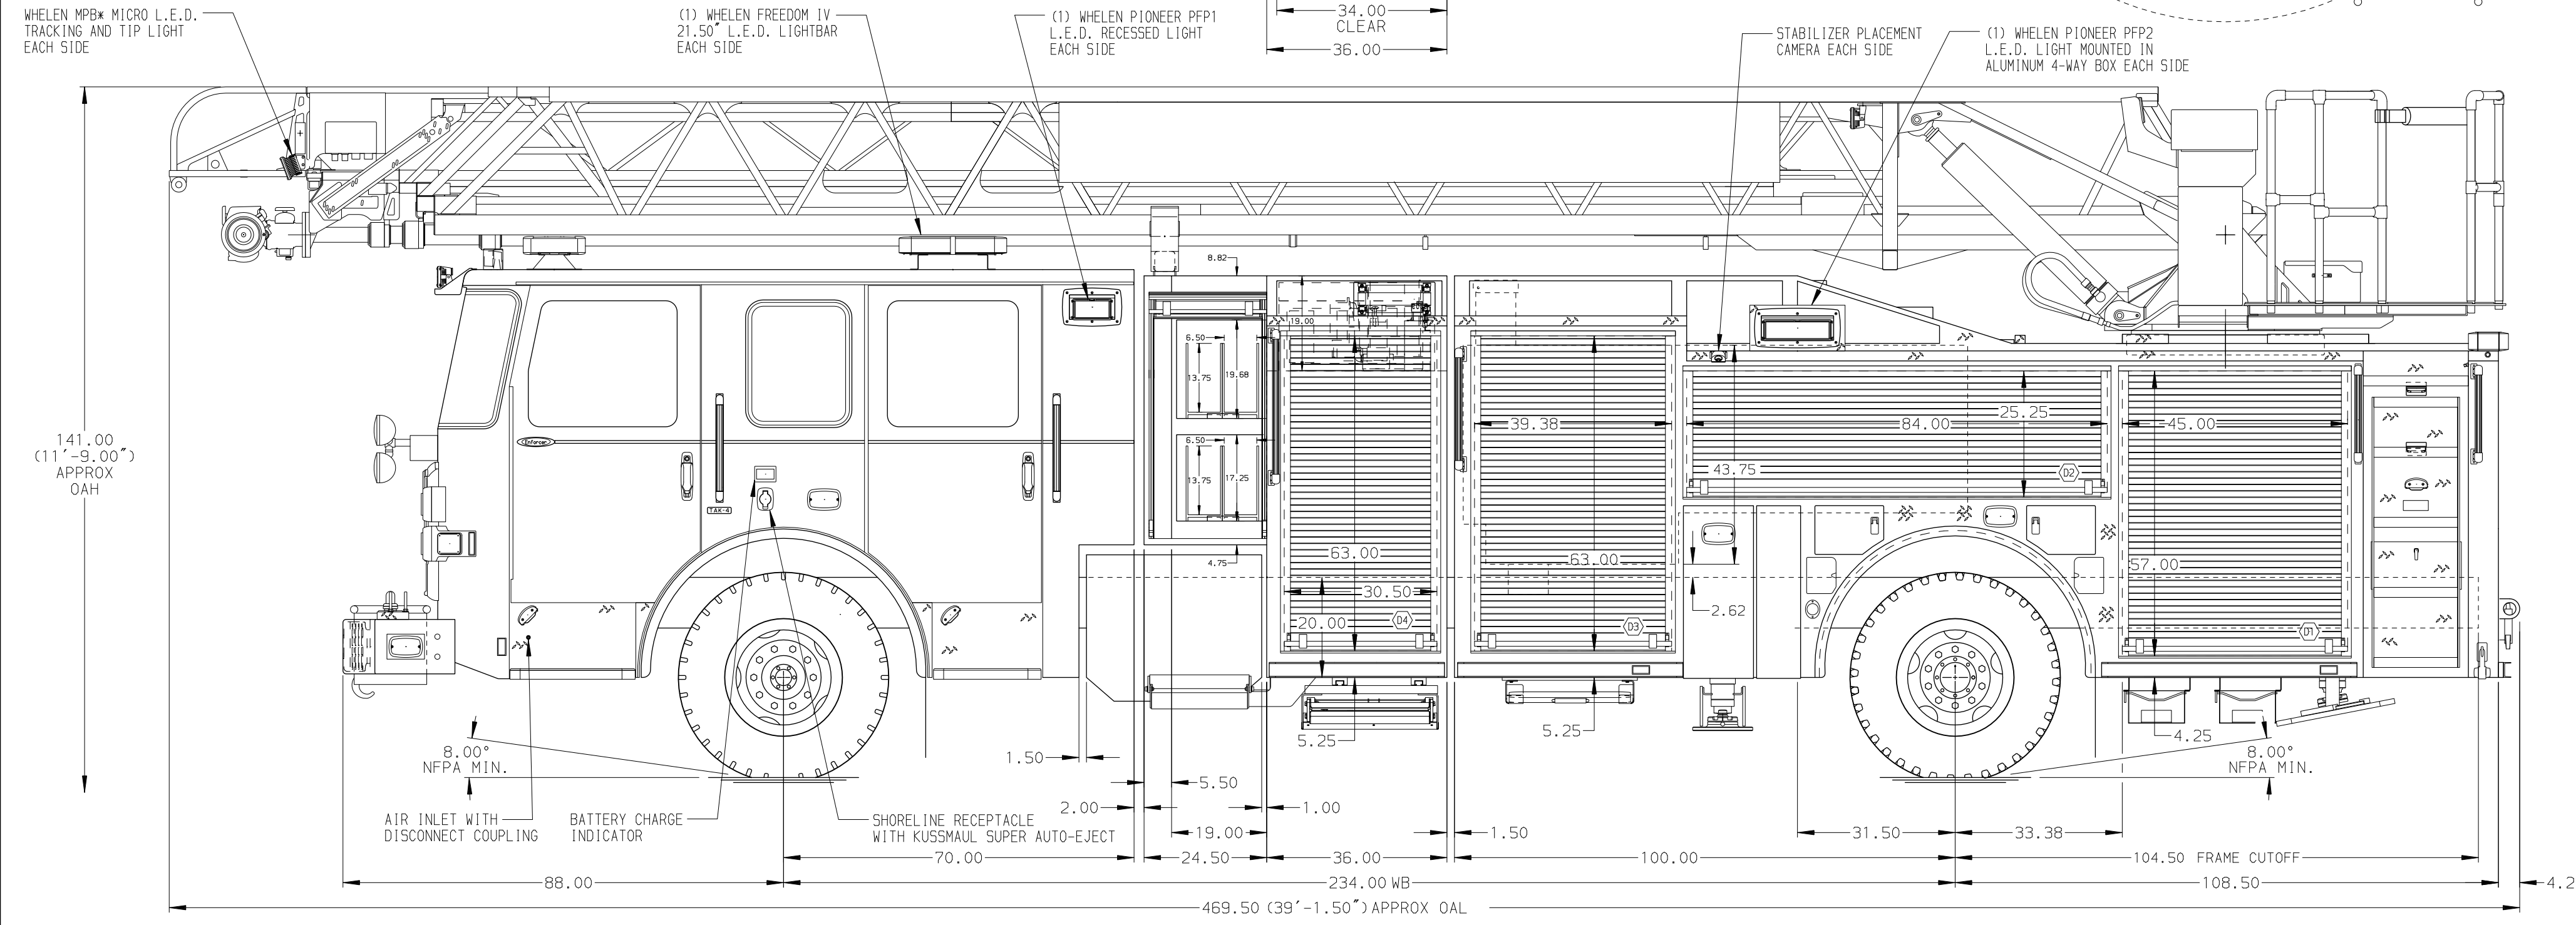 WHELEN MPB* MICRO L.E.D.
TRACKING AND TIP LIGHT
EACH SIDE
(1) WHELEN FREEDOM IV
21.50" L.E.D. LIGHTBAR
EACH SIDE
(1) WHELEN PIONEER PFP1
L.E.D. RECESSED LIGHT
EACH SIDE
34.00
CLEAR
36.00
STABILIZER PLACEMENT
CAMERA EACH SIDE
(1) WHELEN PIONEER PFP2
L.E.D. LIGHT MOUNTED IN
ALUMINUM 4-WAY BOX EACH SIDE
141.00
(11'-9.00")
APPROX
OAH
8.82
19.00
6.50
13.75
19.68
6.50
13.75
17.25
4.75
Enforcer
TAK-4
63.00
30.50
20.00
D4
39.38
63.00
D3
43.75
2.62
84.00
25.25
D2
45.00
57.00
D1
5.25
5.25
4.25
8.00°
NFPA MIN.
8.00°
NFPA MIN.
AIR INLET WITH
DISCONNECT COUPLING
BATTERY CHARGE
INDICATOR
SHORELINE RECEPTACLE
WITH KUSSMAUL SUPER AUTO-EJECT
1.50
5.50
2.00
1.00
19.00
1.50
31.50
33.38
70.00
24.50
36.00
100.00
104.50 FRAME CUTOFF
88.00
234.00 WB
108.50
4.2
469.50 (39'-1.50") APPROX OAL